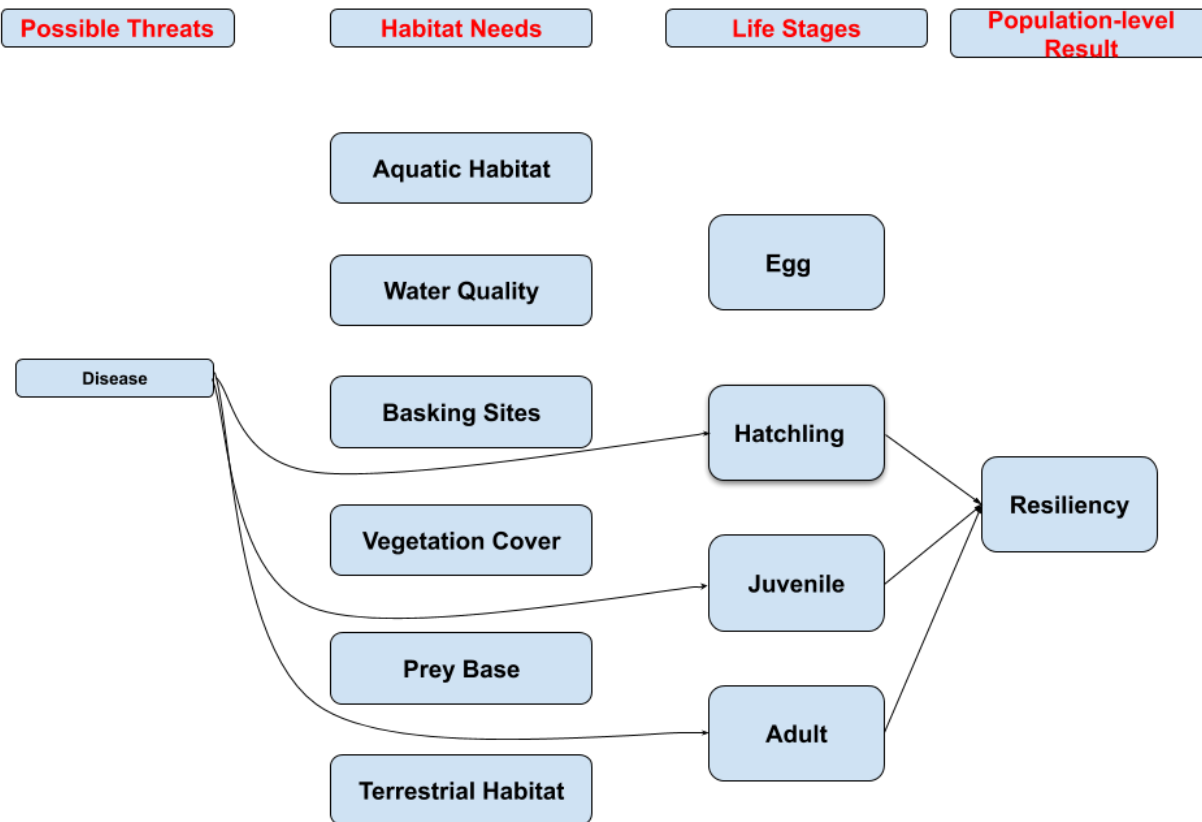 Possible Threats
Habitat Needs
Life Stages
Population-level
Result
Aquatic Habitat
Egg
Water Quality
Disease
Basking Sites
Hatchling
Resiliency
Vegetation Cover
Juvenile
Prey Base
Adult
Terrestrial Habitat